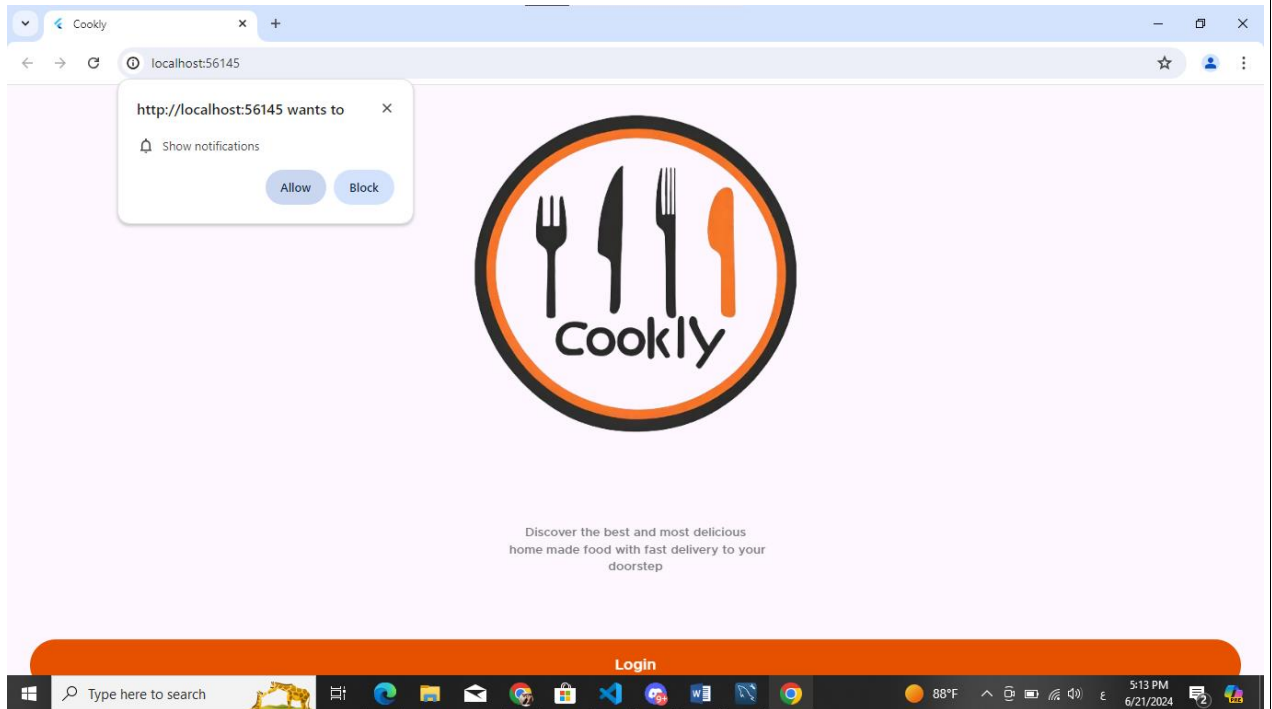 Cookly
localhost:56145
http://localhost:56145 wants to
Show notifications
Allow
Block
Cookly
Discover the best and most delicious
home made food with fast delivery to your
doorstep
Login
Type here to search
88°F
ع
5:13 PM
6/21/2024
2